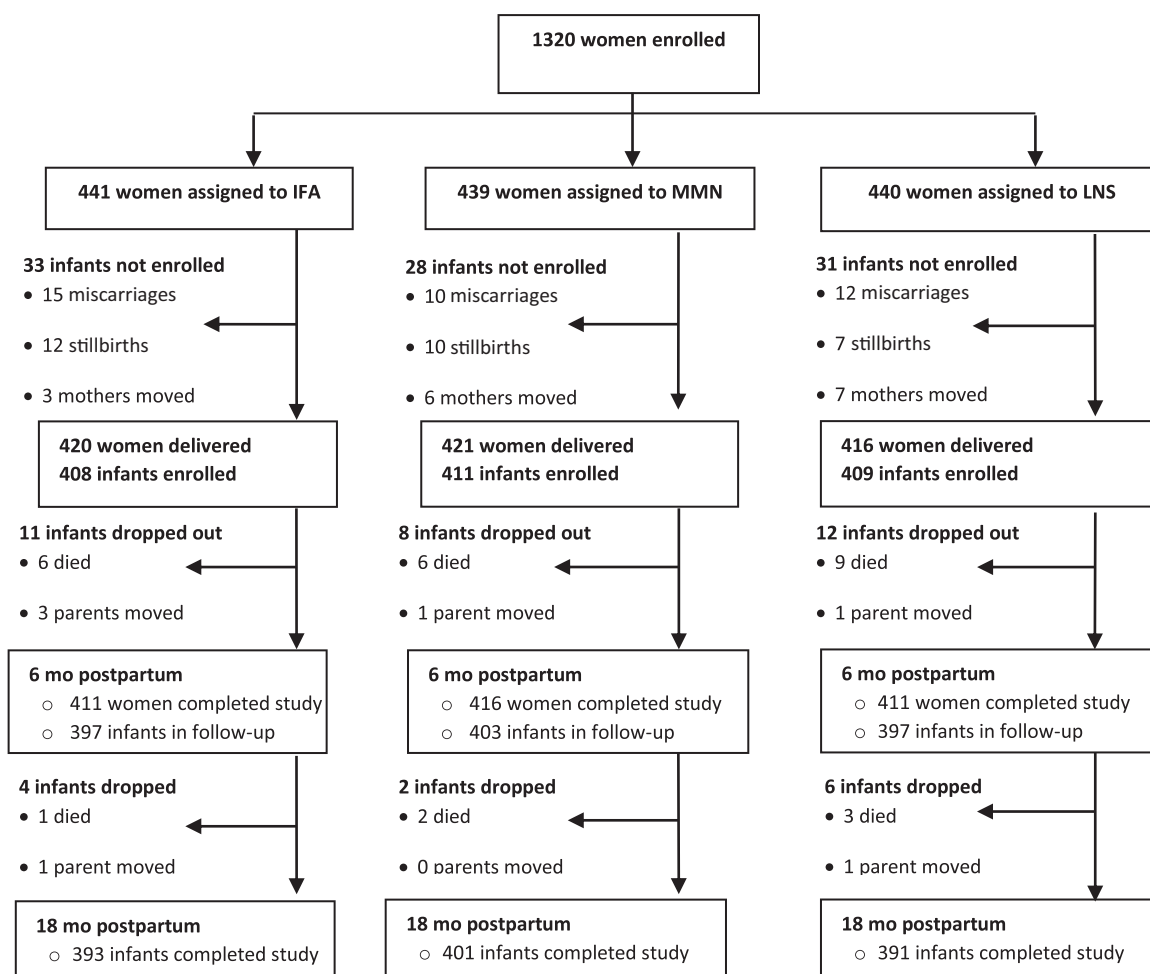 1320 women enrolled
441 women assigned to IFA
439 women assigned to MMN
440 women assigned to LNS
33 infants not enrolled
• 15 miscarriages
• 12 stillbirths
• 3 mothers moved
28 infants not enrolled
• 10 miscarriages
• 10 stillbirths
• 6 mothers moved
31 infants not enrolled
• 12 miscarriages
• 7 stillbirths
• 7 mothers moved
420 women delivered
408 infants enrolled
421 women delivered
411 infants enrolled
416 women delivered
409 infants enrolled
11 infants dropped out
• 6 died
• 3 parents moved
8 infants dropped out
• 6 died
• 1 parent moved
12 infants dropped out
• 9 died
• 1 parent moved
6 mo postpartum
○ 411 women completed study
○ 397 infants in follow-up
6 mo postpartum
○ 416 women completed study
○ 403 infants in follow-up
6 mo postpartum
○ 411 women completed study
○ 397 infants in follow-up
4 infants dropped
• 1 died
• 1 parent moved
2 infants dropped
• 2 died
• 0 parents moved
6 infants dropped
• 3 died
• 1 parent moved
18 mo postpartum
○ 393 infants completed study
18 mo postpartum
○ 401 infants completed study
18 mo postpartum
○ 391 infants completed study